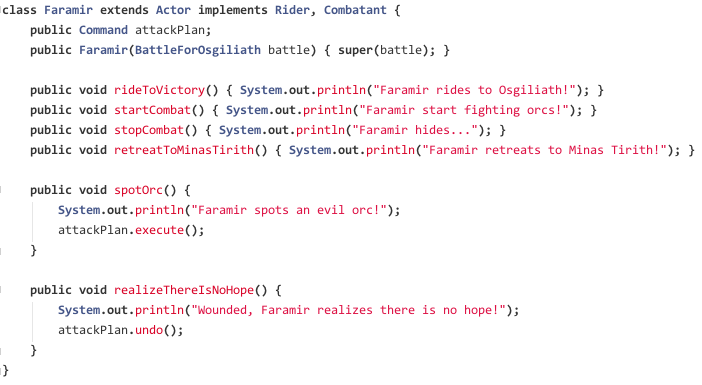 class Faramir extends Actor implements Rider, Combatant {
public Command attackPlan;
public Faramir(BattleForOsgiliath battle) { super(battle); }
public void rideToVictory() { System.out.println("Faramir rides to Osgiliath!"); }
public void startCombat() { System.out.println("Faramir start fighting orcs!"); }
public void stopCombat() { System.out.println("Faramir hides..."); }
public void retreatToMinasTirith() { System.out.println("Faramir retreats to Minas Tirith!"); }
public void spotOrc() {
System.out.println("Faramir spots an evil orc!");
attackPlan.execute();
}
public void realizeThereIsNoHope() {
System.out.println("Wounded, Faramir realizes there is no hope!");
attackPlan.undo();
}
}